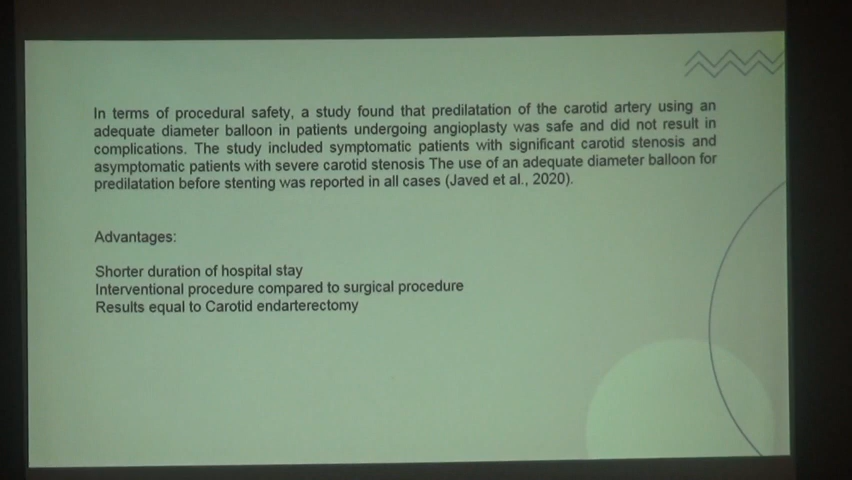 In terms of procedural safety, a study found that predilatation of the carotid artery using an
adequate diameter balloon in patients undergoing angioplasty was safe and did not result in
complications. The study included symptomatic patients with significant carotid stenosis and
asymptomatic patients with severe carotid stenosis The use of an adequate diameter balloon for
predilatation before stenting was reported in all cases (Javed et al., 2020).
Advantages:
Shorter duration of hospital stay
Interventional procedure compared to surgical procedure
Results equal to Carotid endarterectomy